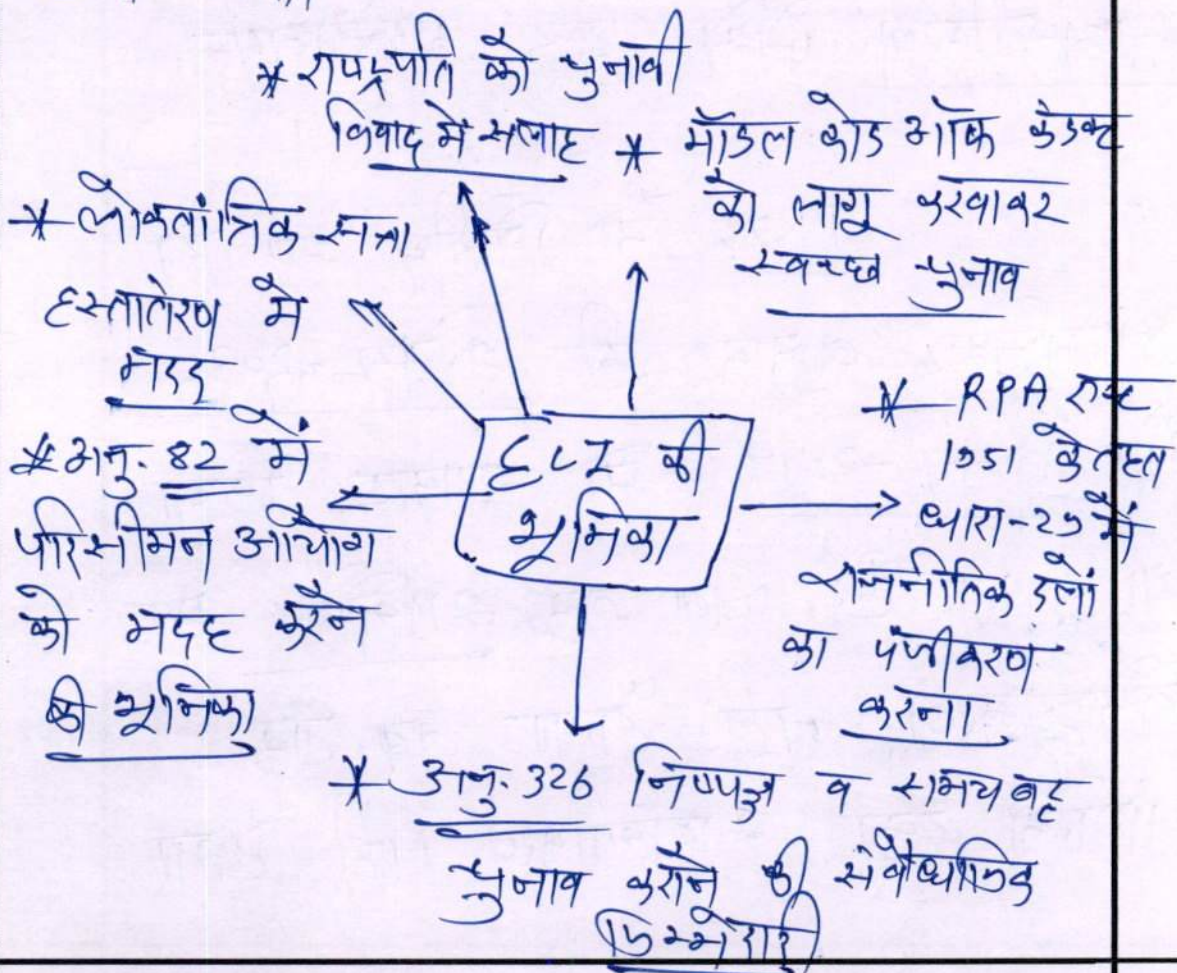 * राष्ट्रपति को चुनावी
विवाद में सलाह
* मॉडल कोड ऑफ कंडक्ट
को लागू करवाकर
स्वच्छ चुनाव
* लोकतांत्रिक सत्ता
हस्तांतरण में
मदद
* RPA
1951 के तहत
धारा-29 में
राजनीतिक दलों
का पंजीकरण
करना
* अनु. 82 में
परिसीमन आयोग
को मदद करने
की भूमिका
ECI की
भूमिका
* अनु. 326 निष्पक्ष व समयबद्ध
चुनाव कराने की संवैधानिक
जिम्मेदारी